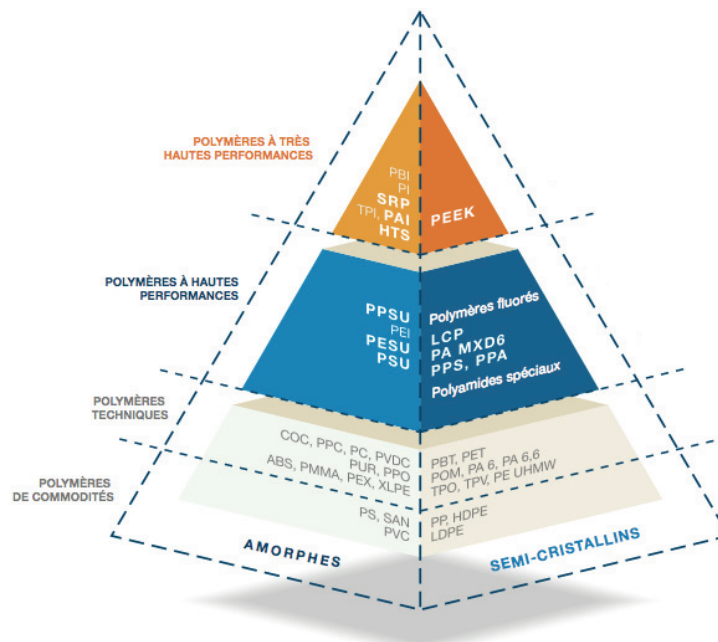 POLYMÈRES À TRÈS
HAUTES PERFORMANCES
PBI
PI
SRP
TPI, PAI
HTS
PEEK
POLYMÈRES À HAUTES
PERFORMANCES
PPSU
PEI
PESU
PSU
Polymères fluorés
LCP
PA MXD6
PPS, PPA
Polyamides spéciaux
POLYMÈRES
TECHNIQUES
COC, PPC, PC, PVDC
PUR, PPO
ABS, PMMA, PEX, XLPE
PBT, PET
POM, PA 6, PA 6,6
TPO, TPV, PE UHMW
POLYMÈRES
DE COMMODITÉS
PS, SAN
PVC
PP, HDPE
LDPE
AMORPHES
SEMI-CRISTALLINS